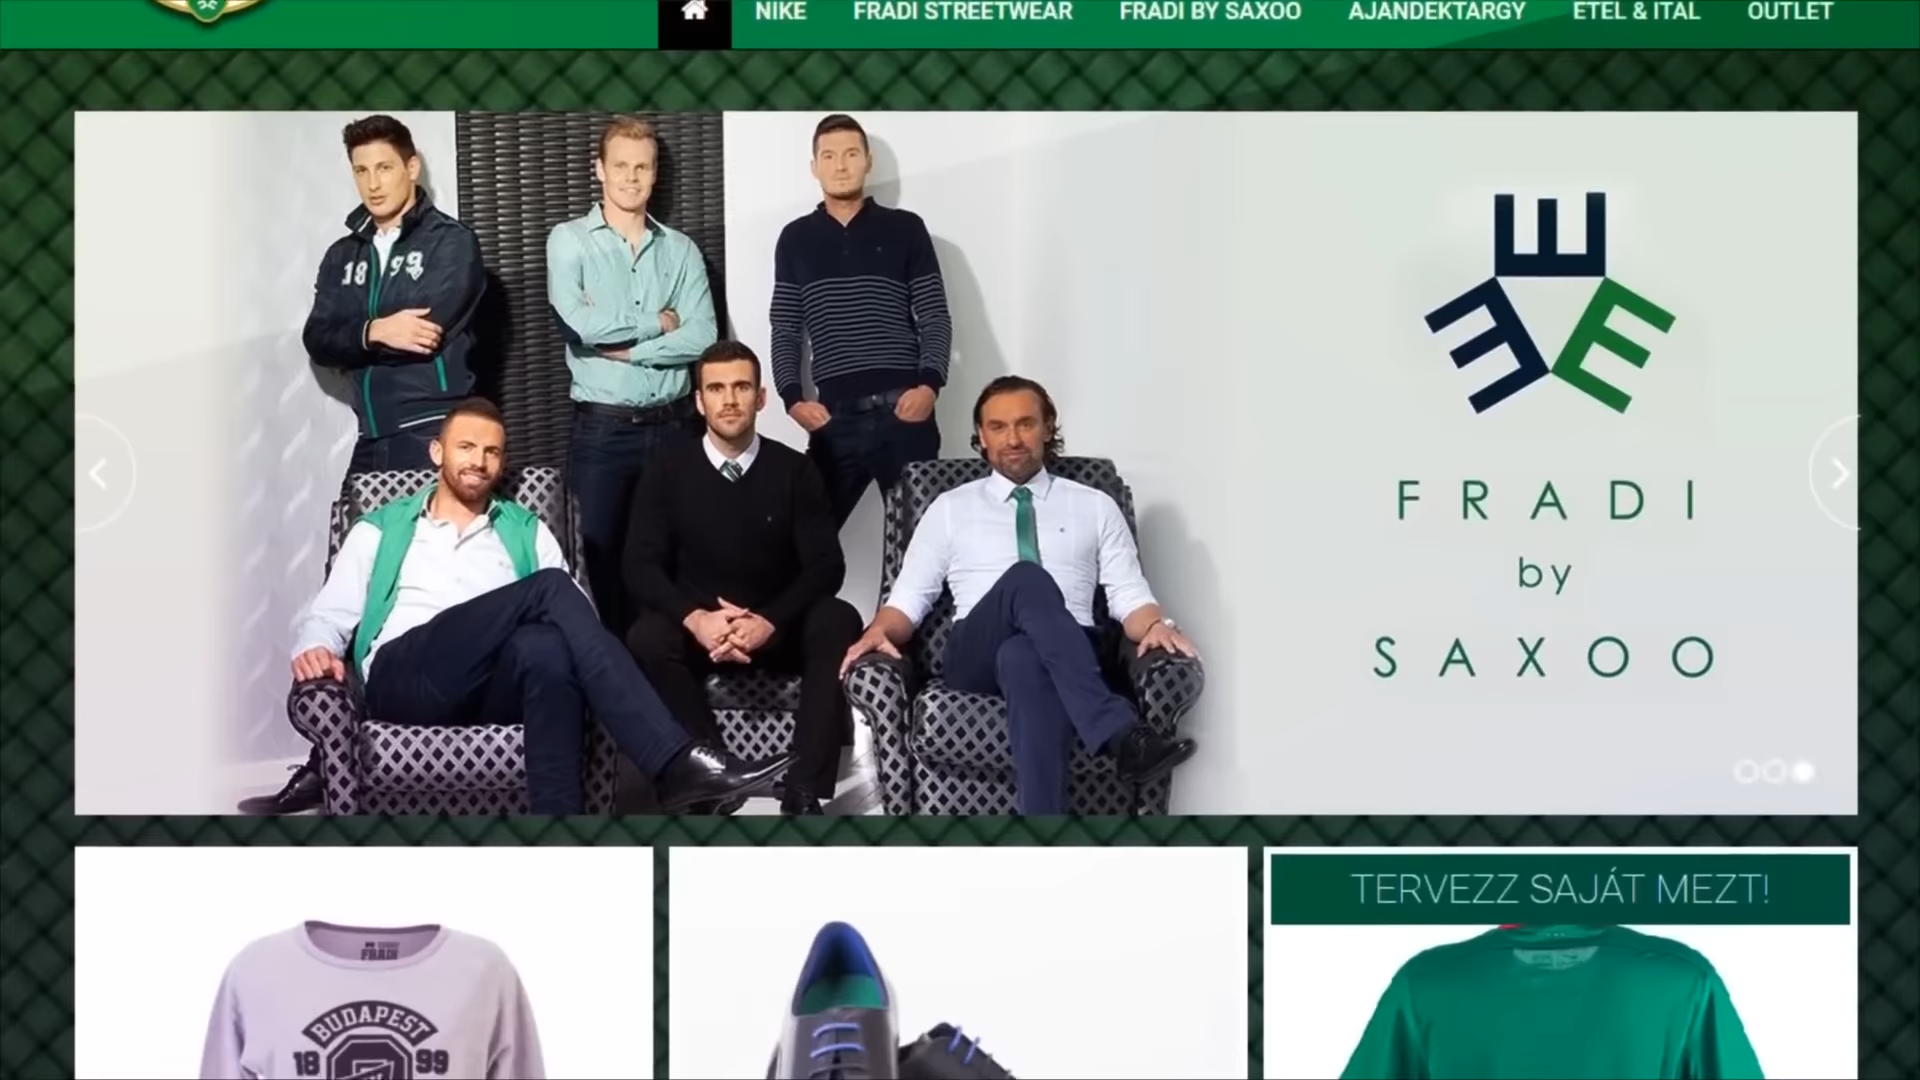 NIKE
FRADI STREETWEAR
FRADI BY SAXOO
AJANDEKTARGY
ETEL & ITAL
OUTLET
18 99
FRADI
by
SAXOO
TERVEZZ SAJÁT MEZT!
FRADI
BUDAPEST
18 99